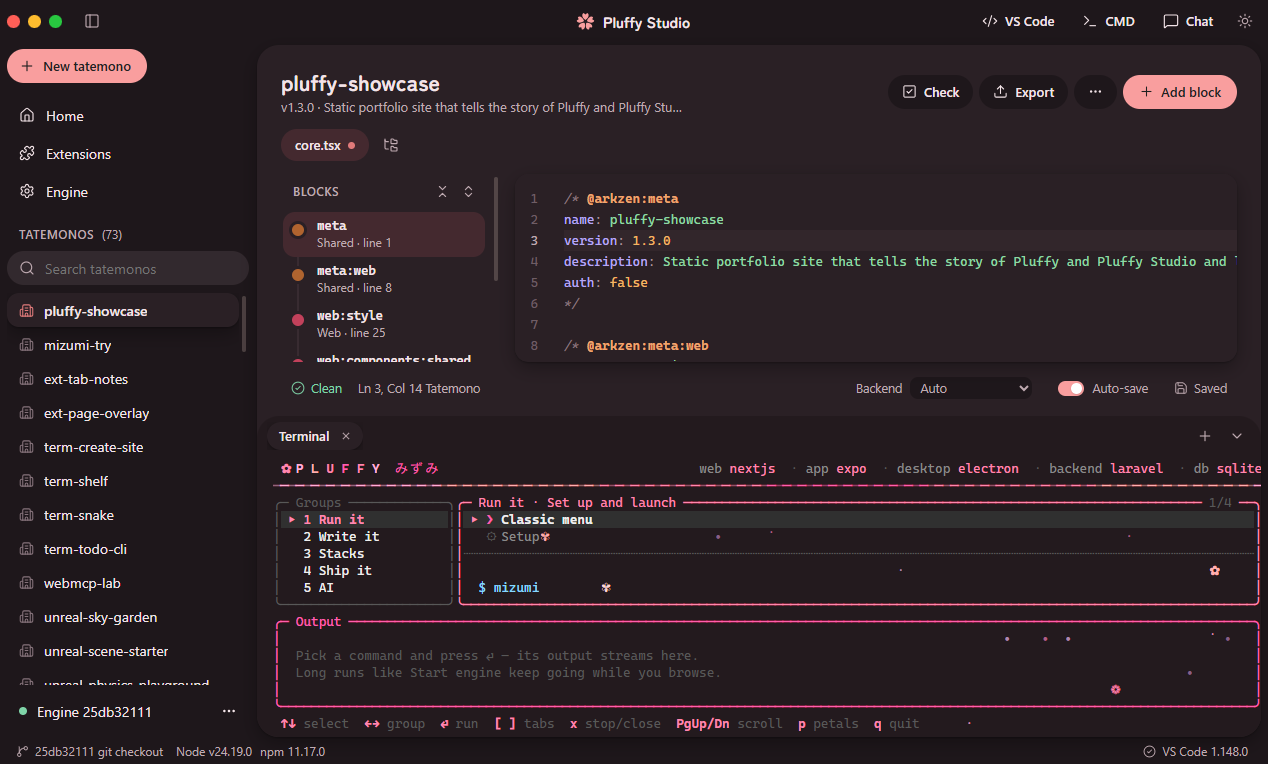 Pluffy Studio
VS Code
CMD
Chat
New tatemono
Home
Extensions
Engine
TATEMONOS (73)
Search tatemonos
pluffy-showcase
mizumi-try
ext-tab-notes
ext-page-overlay
term-create-site
term-shelf
term-snake
term-todo-cli
webmcp-lab
unreal-sky-garden
unreal-scene-starter
unreal-physics-playground
Engine 25db32111
pluffy-showcase
v1.3.0 · Static portfolio site that tells the story of Pluffy and Pluffy Stu...
Check
Export
Add block
core.tsx
BLOCKS
meta
Shared · line 1
meta:web
Shared · line 8
web:style
Web · line 25
web:components:shared
1 /* @arkzen:meta
2 name: pluffy-showcase
3 version: 1.3.0
4 description: Static portfolio site that tells the story of Pluffy and Pluffy Studio and
5 auth: false
6 */
7
8 /* @arkzen:meta:web
Clean
Ln 3, Col 14 Tatemono
Backend
Auto
Auto-save
Saved
Terminal
PLUFFY みずみ
web nextjs · app expo · desktop electron · backend laravel · db sqlite
Groups
1 Run it
2 Write it
3 Stacks
4 Ship it
5 AI
Run it · Set up and launch
1/4
❯ Classic menu
Setup
$ mizumi
Output
Pick a command and press ↵ — its output streams here.
Long runs like Start engine keep going while you browse.
↑↓ select ↔ group ↵ run [ ] tabs x stop/close PgUp/Dn scroll p petals q quit
25db32111 git checkout
Node v24.19.0
npm 11.17.0
VS Code 1.148.0